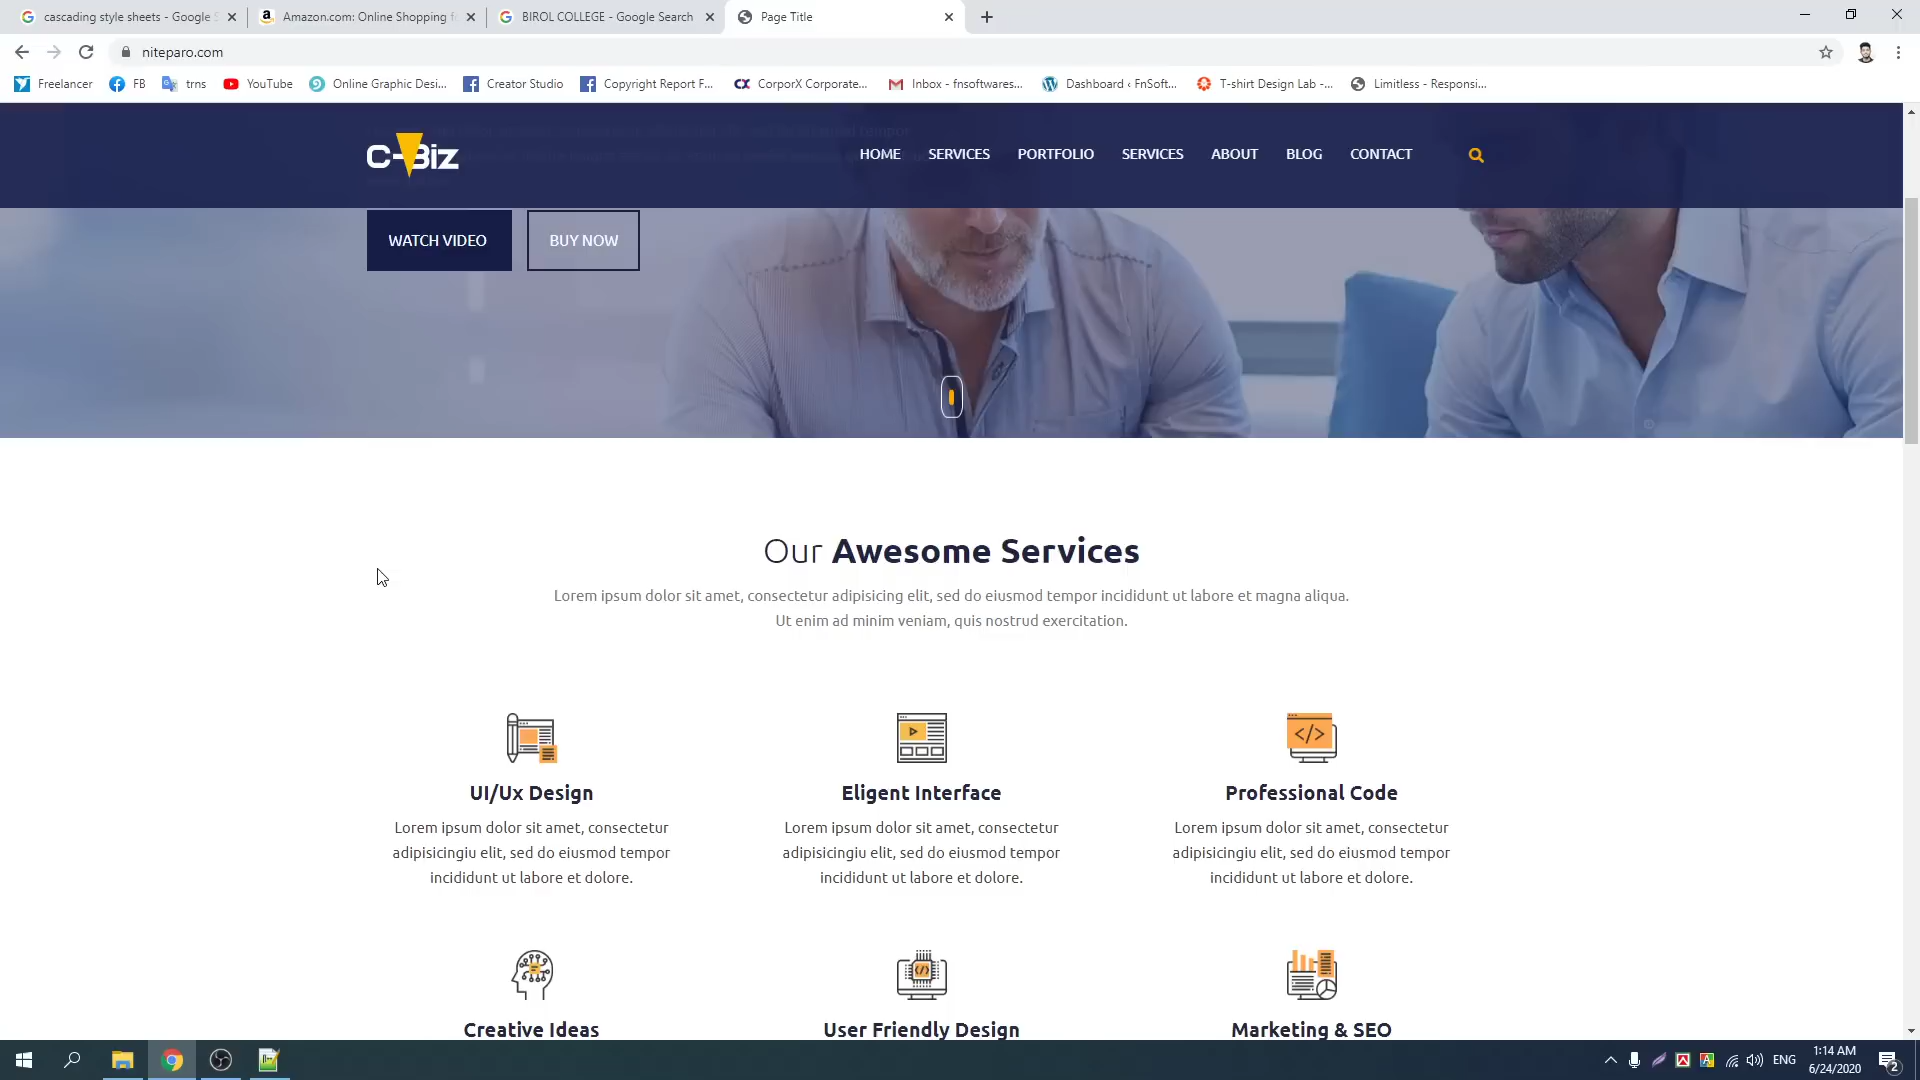 cascading style sheets - Google S
Amazon.com: Online Shopping f
BIROL COLLEGE - Google Search
Page Title
niteparo.com
Freelancer
FB
trns
YouTube
Online Graphic Desi...
Creator Studio
Copyright Report F...
CorporX Corporate...
Inbox - fnsoftwares...
Dashboard ‹ FnSoft...
T-shirt Design Lab -...
Limitless - Responsi...
C-Biz
HOME
SERVICES
PORTFOLIO
SERVICES
ABOUT
BLOG
CONTACT
WATCH VIDEO
BUY NOW
Our Awesome Services
Lorem ipsum dolor sit amet, consectetur adipisicing elit, sed do eiusmod tempor incididunt ut labore et magna aliqua.
Ut enim ad minim veniam, quis nostrud exercitation.
UI/Ux Design
Lorem ipsum dolor sit amet, consectetur
adipisicingiu elit, sed do eiusmod tempor
incididunt ut labore et dolore.
Eligent Interface
Lorem ipsum dolor sit amet, consectetur
adipisicingiu elit, sed do eiusmod tempor
incididunt ut labore et dolore.
Professional Code
Lorem ipsum dolor sit amet, consectetur
adipisicingiu elit, sed do eiusmod tempor
incididunt ut labore et dolore.
Creative Ideas
User Friendly Design
Marketing & SEO
ENG
1:14 AM
6/24/2020
2